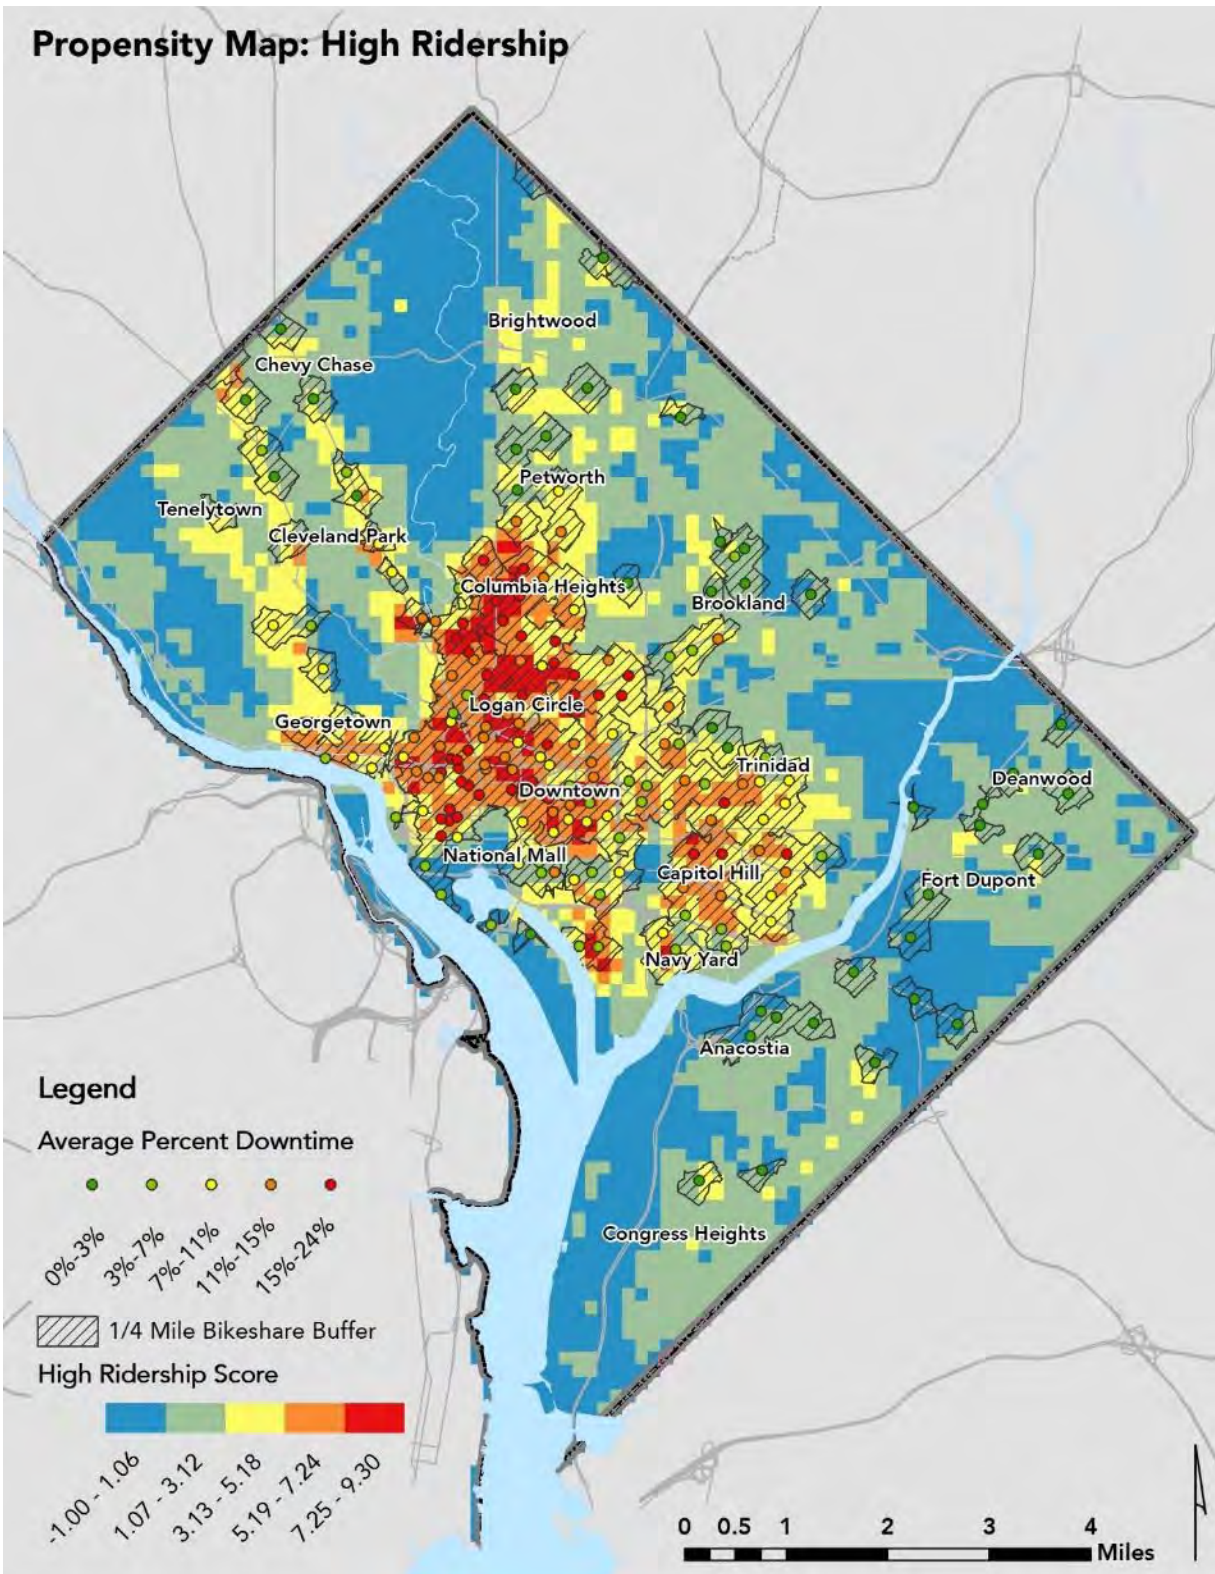 Propensity Map: High Ridership
Brightwood
Chevy Chase
Petworth
Tenelytown
Cleveland Park
Columbia Heights
Brookland
Logan Circle
Georgetown
Trinidad
Deanwood
Downtown
National Mall
Capitol Hill
Fort Dupont
Navy Yard
Anacostia
Congress Heights
Legend
Average Percent Downtime
0%-3%
3%-7%
7%-11%
11%-15%
15%-24%
1/4 Mile Bikeshare Buffer
High Ridership Score
-1.00 - 1.06
1.07 - 3.12
3.13 - 5.18
5.19 - 7.24
7.25 - 9.30
0 0.5 1 2 3 4
Miles